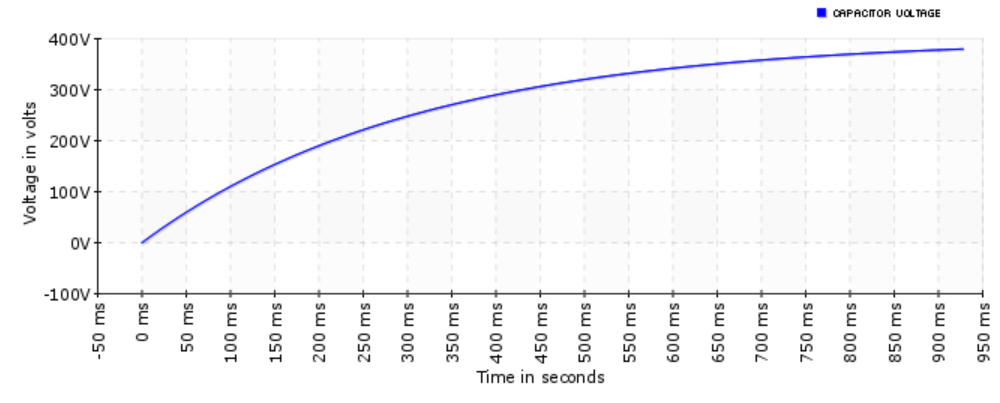 CAPACITOR VOLTAGE
400V
300V
200V
100V
0V
-100V
Voltage in volts
-50 ms
0 ms
50 ms
100 ms
150 ms
200 ms
250 ms
300 ms
350 ms
400 ms
450 ms
500 ms
550 ms
600 ms
650 ms
700 ms
750 ms
800 ms
850 ms
900 ms
950 ms
Time in seconds